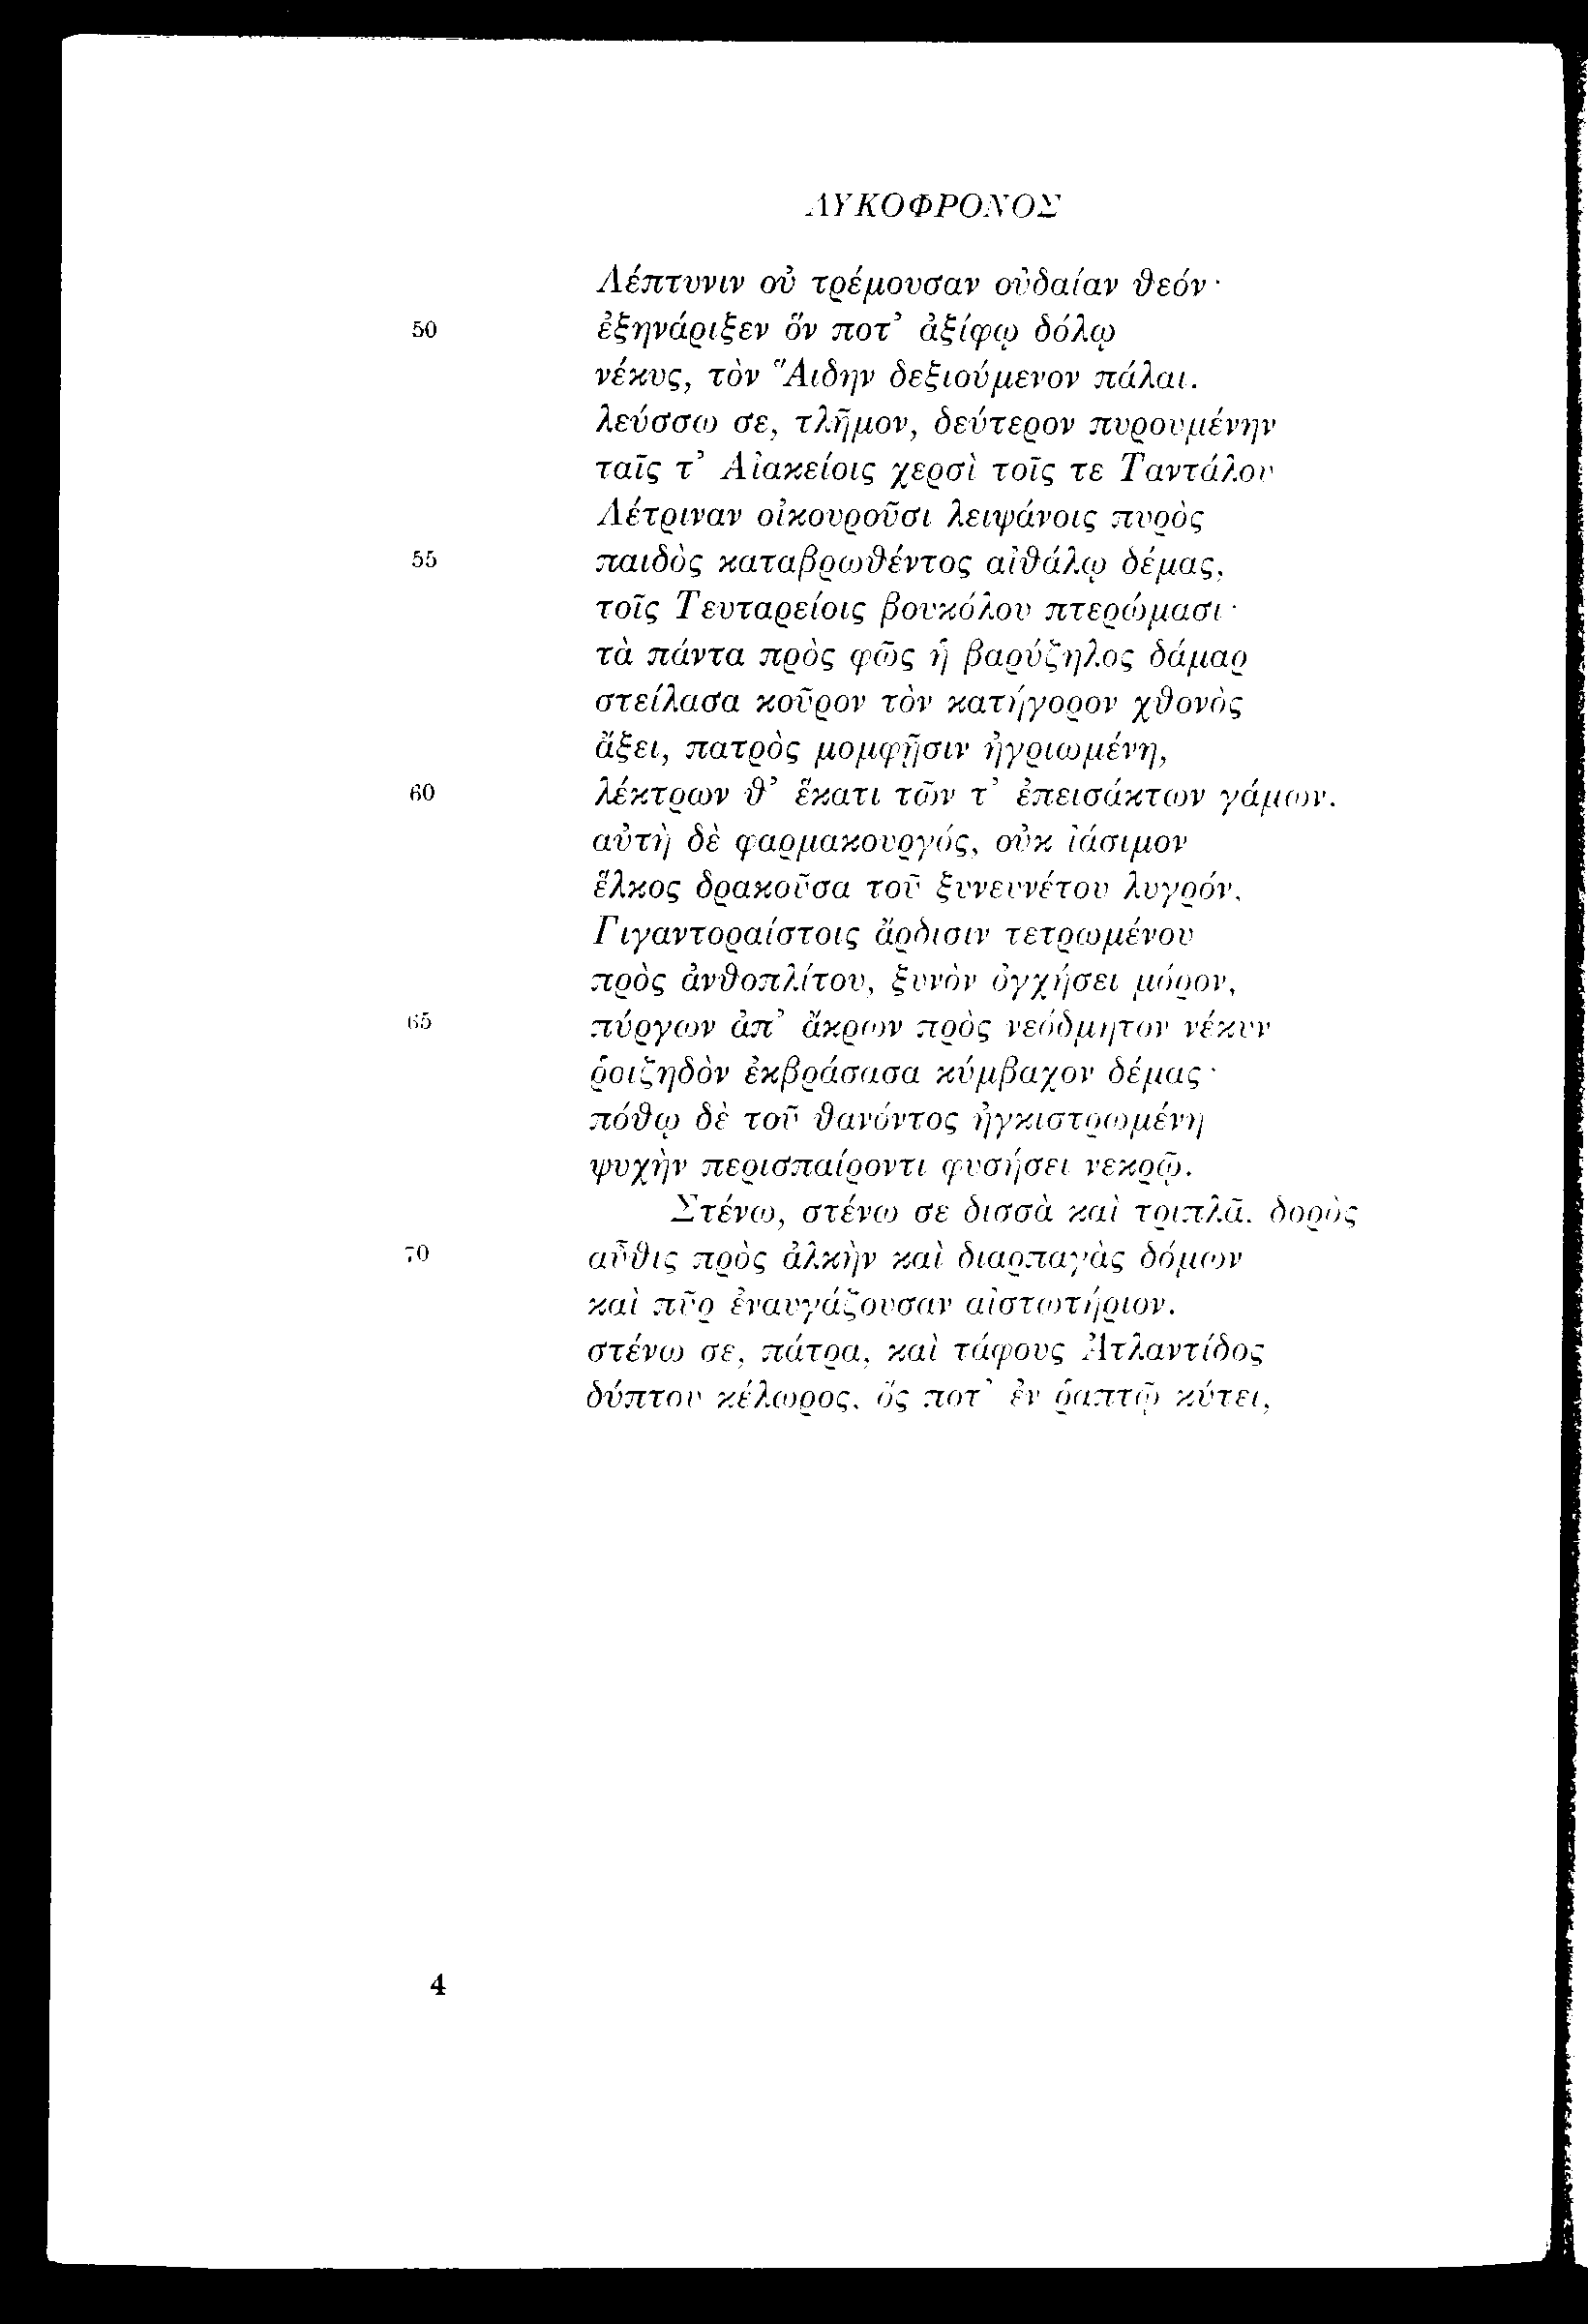 ΛΥΚΟΦΡΟΝΟΣ
Λέπτυνιν οὐ τρέμουσαν οὐδαίαν θεόν·
50 ἐξηνάριξεν ὅν ποτ’ ἀξίφῳ δόλῳ
νέκυς, τὸν Ἅιδην δεξιούμενον πάλαι.
λεύσσω σε, τλῆμον, δεύτερον πυρουμένην
ταῖς τ’ Αἰακείοις χερσὶ τοῖς τε Ταντάλου
Λέτριναν οἰκουροῦσι λειψάνοις πυρὸς
55 παιδὸς καταβρωθέντος αἰθάλῳ δέμας,
τοῖς Τευταρείοις βουκόλου πτερώμασι·
τὰ πάντα πρὸς φῶς ἡ βαρύζηλος δάμαρ
στείλασα κοῦρον τὸν κατήγορον χθονὸς
ἄξει, πατρὸς μομφῇσιν ἠγριωμένη,
60 λέκτρων θ’ ἕκατι τῶν τ’ ἐπεισάκτων γάμων.
αὐτὴ δὲ φαρμακουργός, οὐκ ἰάσιμον
ἕλκος δρακοῦσα τοῦ ξυνευνέτου λυγρόν,
Γιγαντοραίστοις ἄρδισιν τετρωμένου
πρὸς ἀνθοπλίτου, ξυνὸν ὀγχήσει μόρον,
65 πύργων ἀπ’ ἄκρων πρὸς νεόδμητον νέκυν
ῥοιζηδὸν ἐκβράσασα κύμβαχον δέμας·
πόθῳ δὲ τοῦ θανόντος ἠγκιστρωμένη
ψυχὴν περισπαίροντι φυσήσει νεκρῷ.
Στένω, στένω σε δισσὰ καὶ τριπλᾶ, δορὸς
70 αὖθις πρὸς ἀλκὴν καὶ διαρπαγὰς δόμων
καὶ πῦρ ἐναυγάζουσαν αἰστωτήριον.
στένω σε, πάτρα, καὶ τάφους Ἀτλαντίδος
δύπτου κέλωρος, ὅς ποτ’ ἐν ῥαπτῷ κύτει,
4